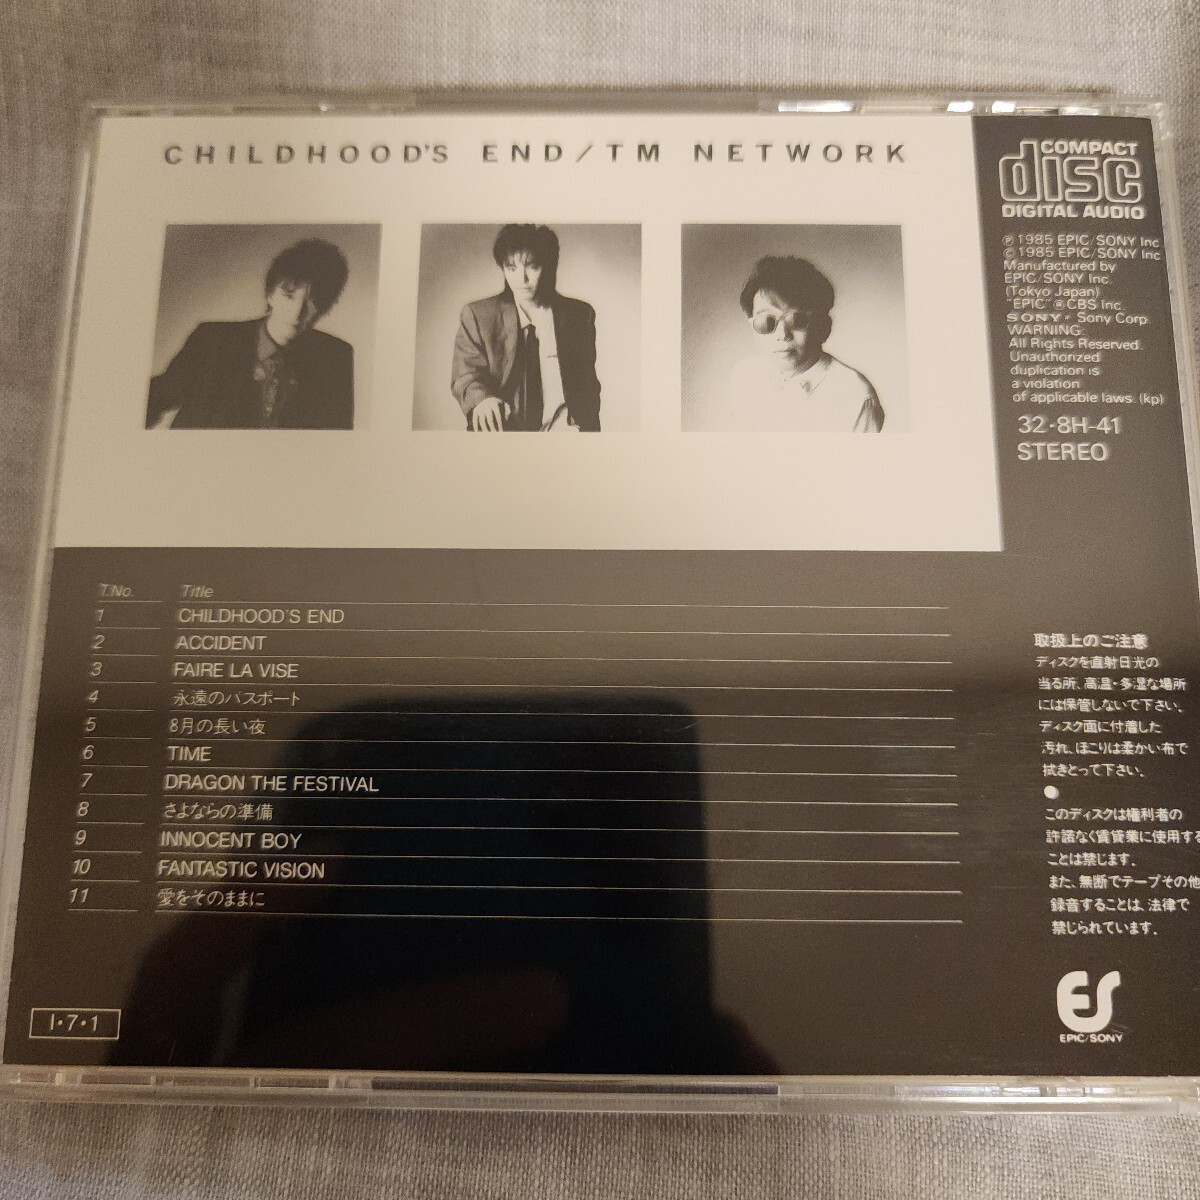 CHILDHOOD'S END/TM NETWORK
COMPACT
disc
DIGITAL AUDIO
℗1985 EPIC/SONY Inc
©1985 EPIC/SONY Inc
Manufactured by
EPIC/SONY Inc.
(Tokyo Japan)
"EPIC"® CBS Inc.
SONY® Sony Corp.
WARNING:
All Rights Reserved.
Unauthorized
duplication is
a violation
of applicable laws. (kp)
32・8H-41
STEREO
T.No. Title
1 CHILDHOOD'S END
2 ACCIDENT
3 FAIRE LA VISE
4 永遠のパスポート
5 8月の長い夜
6 TIME
7 DRAGON THE FESTIVAL
8 さよならの準備
9 INNOCENT BOY
10 FANTASTIC VISION
11 愛をそのままに
I・7・1
取扱上のご注意
ディスクを直射日光の
当る所、高温・多湿な場所
には保管しないで下さい。
ディスク面に付着した
汚れ、ほこりは柔かい布で
拭きとって下さい。
●
このディスクは権利者の
許諾なく賃貸業に使用する
ことは禁じます。
また、無断でテープその他
録音することは、法律で
禁じられています。
ES
EPIC/SONY